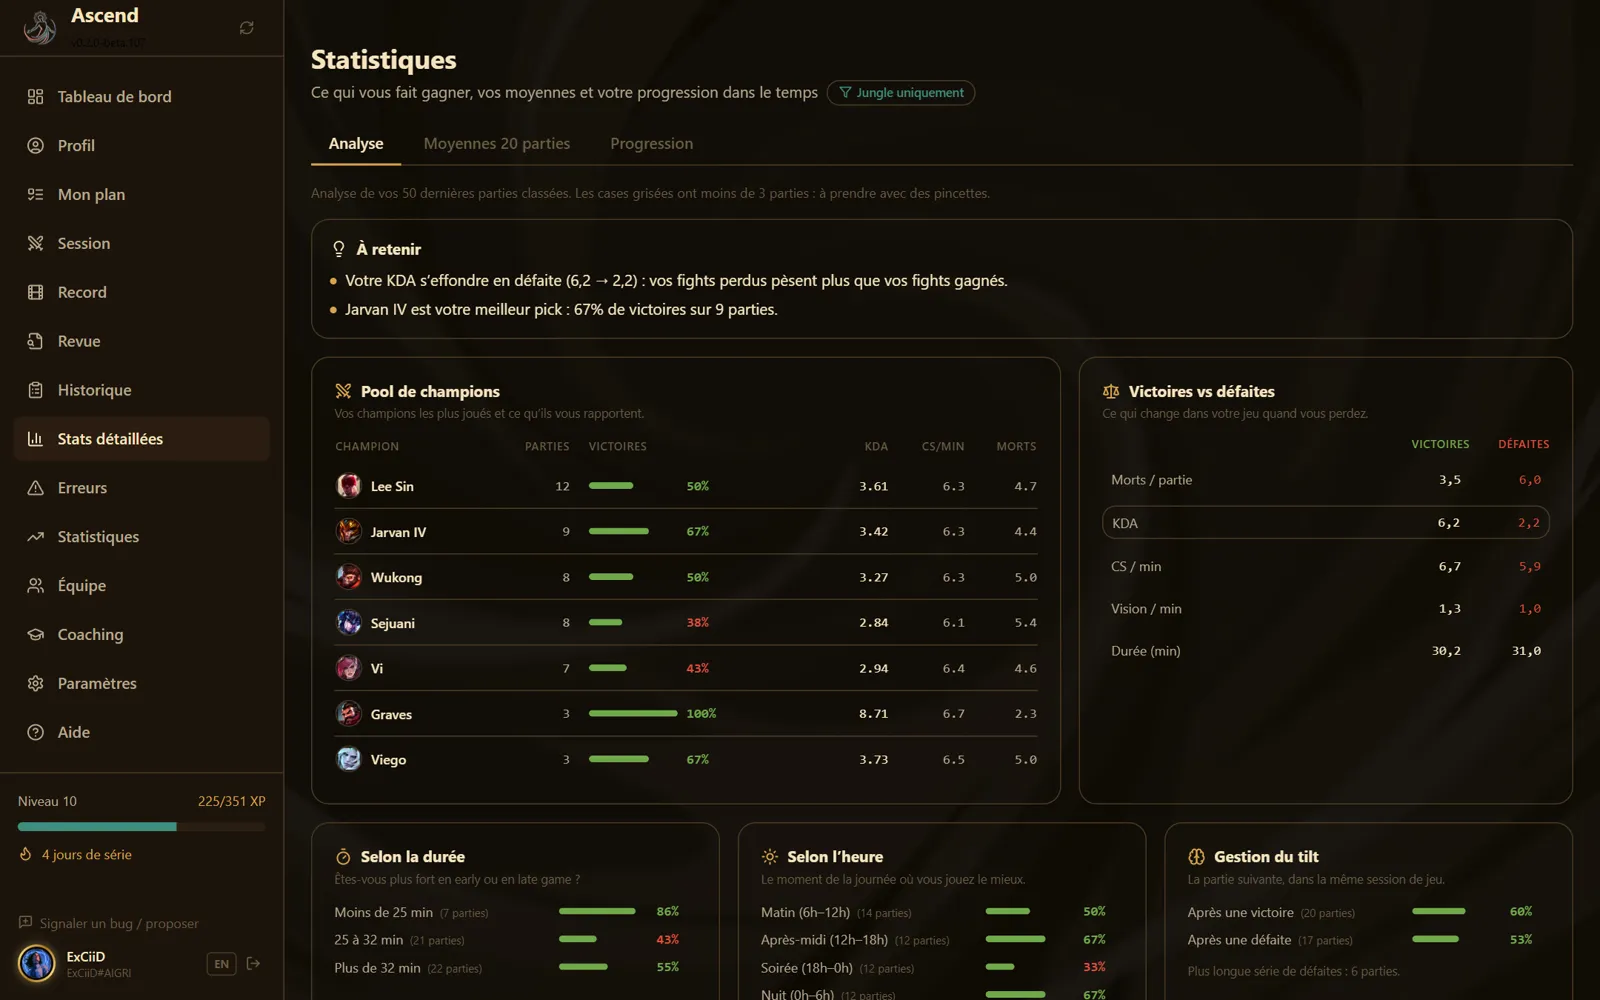 Ascend
v0.2.0-beta.107
Tableau de bord
Profil
Mon plan
Session
Record
Revue
Historique
Stats détaillées
Erreurs
Statistiques
Équipe
Coaching
Paramètres
Aide
Niveau 10 225/351 XP
4 jours de série
Signaler un bug / proposer
ExCiiD
ExCiiD#AIGRI
EN
Statistiques
Ce qui vous fait gagner, vos moyennes et votre progression dans le temps Jungle uniquement
Analyse Moyennes 20 parties Progression
Analyse de vos 50 dernières parties classées. Les cases grisées ont moins de 3 parties : à prendre avec des pincettes.
À retenir
Votre KDA s’effondre en défaite (6,2 → 2,2) : vos fights perdus pèsent plus que vos fights gagnés.
Jarvan IV est votre meilleur pick : 67% de victoires sur 9 parties.
Pool de champions
Vos champions les plus joués et ce qu’ils vous rapportent.
CHAMPION PARTIES VICTOIRES KDA CS/MIN MORTS
Lee Sin 12 50% 3.61 6.3 4.7
Jarvan IV 9 67% 3.42 6.3 4.4
Wukong 8 50% 3.27 6.3 5.0
Sejuani 8 38% 2.84 6.1 5.4
Vi 7 43% 2.94 6.4 4.6
Graves 3 100% 8.71 6.7 2.3
Viego 3 67% 3.73 6.5 5.0
Victoires vs défaites
Ce qui change dans votre jeu quand vous perdez.
VICTOIRES DÉFAITES
Morts / partie 3,5 6,0
KDA 6,2 2,2
CS / min 6,7 5,9
Vision / min 1,3 1,0
Durée (min) 30,2 31,0
Selon la durée
Êtes-vous plus fort en early ou en late game ?
Moins de 25 min (7 parties) 86%
25 à 32 min (21 parties) 43%
Plus de 32 min (22 parties) 55%
Selon l’heure
Le moment de la journée où vous jouez le mieux.
Matin (6h–12h) (14 parties) 50%
Après-midi (12h–18h) (12 parties) 67%
Soirée (18h–0h) (12 parties) 33%
Nuit (0h–6h) (12 parties) 67%
Gestion du tilt
La partie suivante, dans la même session de jeu.
Après une victoire (20 parties) 60%
Après une défaite (17 parties) 53%
Plus longue série de défaites : 6 parties.